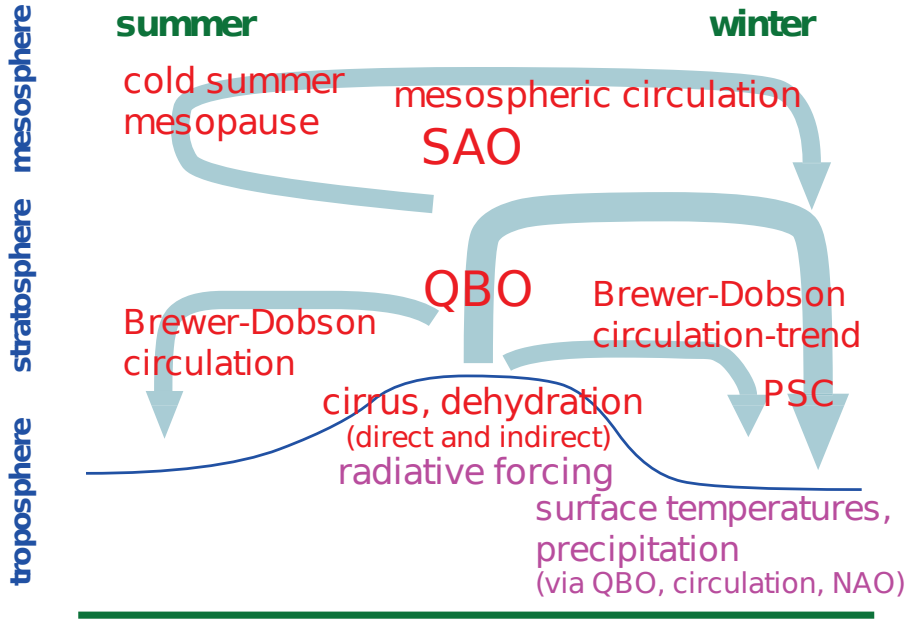 summer
winter
mesosphere
cold summer
mesopause
mesospheric circulation
SAO
stratosphere
QBO
Brewer-Dobson
circulation
Brewer-Dobson
circulation-trend
PSC
cirrus, dehydration
(direct and indirect)
radiative forcing
troposphere
surface temperatures,
precipitation
(via QBO, circulation, NAO)